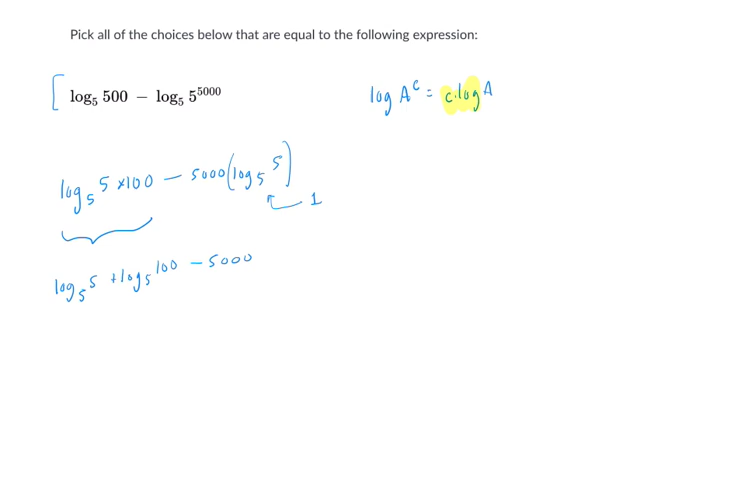 Pick all of the choices below that are equal to the following expression:
[ log₅ 500 − log₅ 5⁵⁰⁰⁰
log Aᶜ = c·log A
log₅ 5×100 − 5000(log₅ 5)
1
log₅ 5 + log₅ 100 − 5000